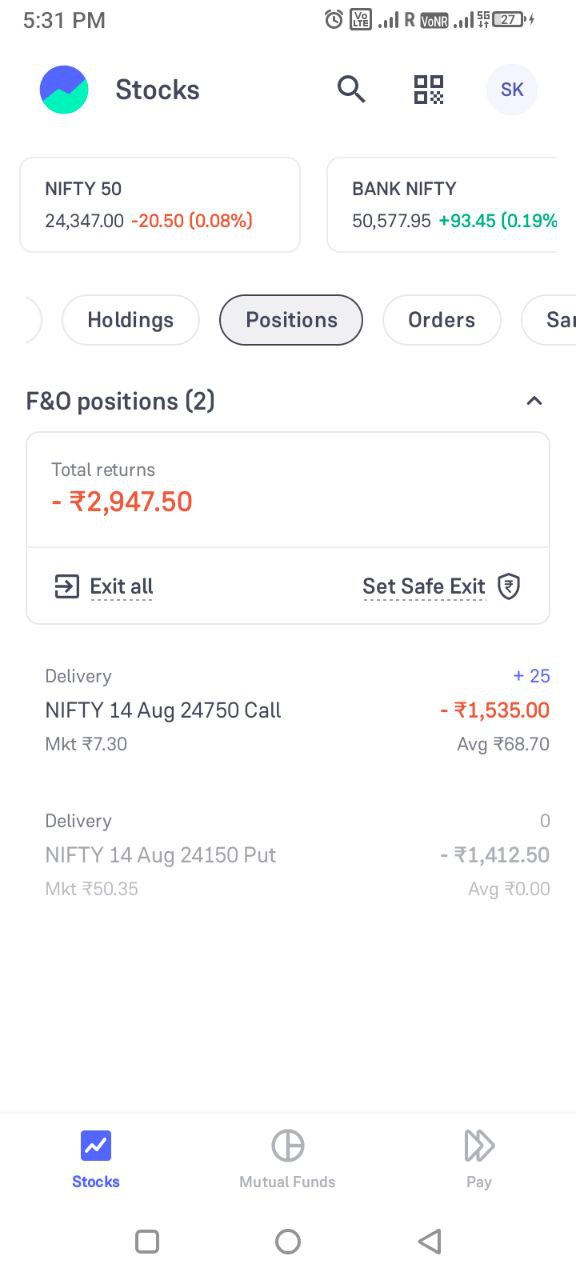 5:31 PM
Vo LTE R VoNR 5G 27
Stocks
SK
NIFTY 50
24,347.00 -20.50 (0.08%)
BANK NIFTY
50,577.95 +93.45 (0.19%
Holdings
Positions
Orders
Sar
F&O positions (2)
Total returns
- ₹2,947.50
Exit all
Set Safe Exit
Delivery
+ 25
NIFTY 14 Aug 24750 Call
- ₹1,535.00
Mkt ₹7.30
Avg ₹68.70
Delivery
0
NIFTY 14 Aug 24150 Put
- ₹1,412.50
Mkt ₹50.35
Avg ₹0.00
Stocks
Mutual Funds
Pay